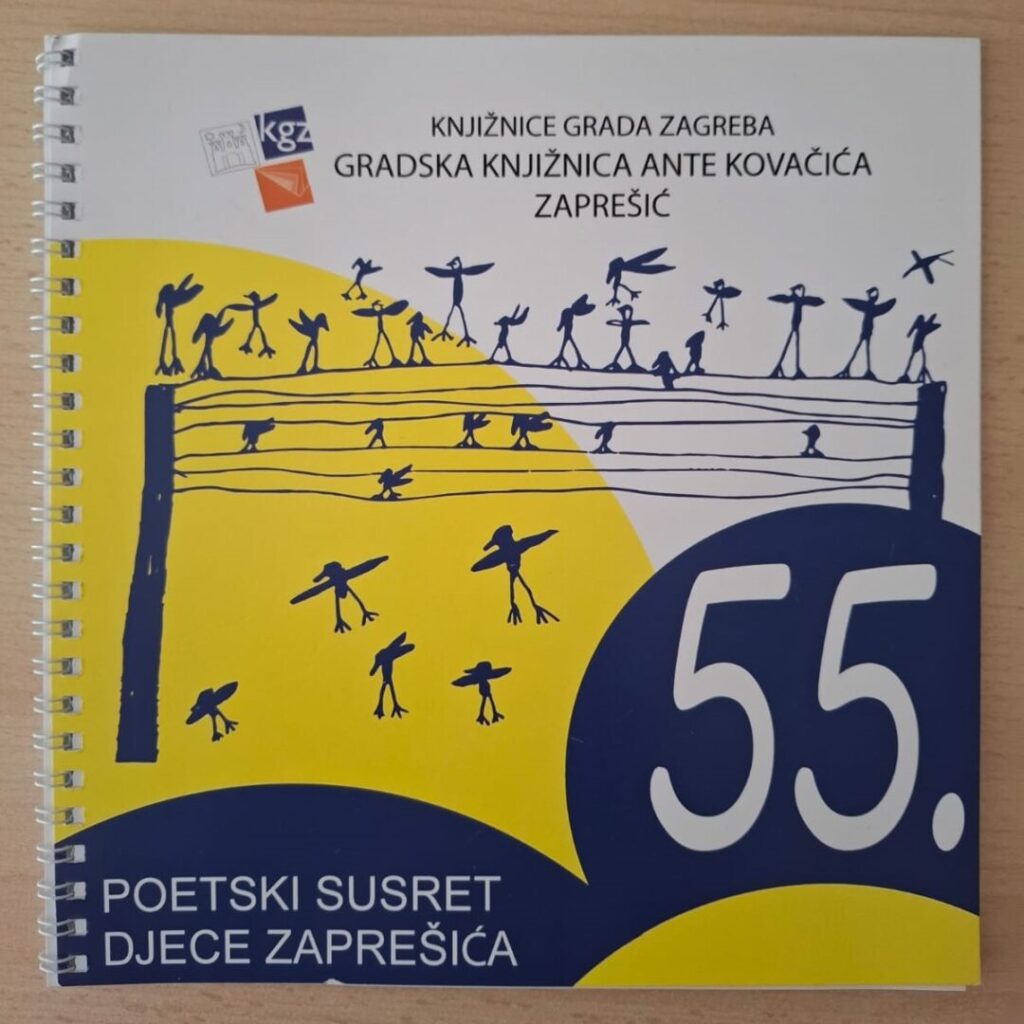 kgz
KNJIŽNICE GRADA ZAGREBA
GRADSKA KNJIŽNICA ANTE KOVAČIĆA
ZAPREŠIĆ
55.
POETSKI SUSRET
DJECE ZAPREŠIĆA